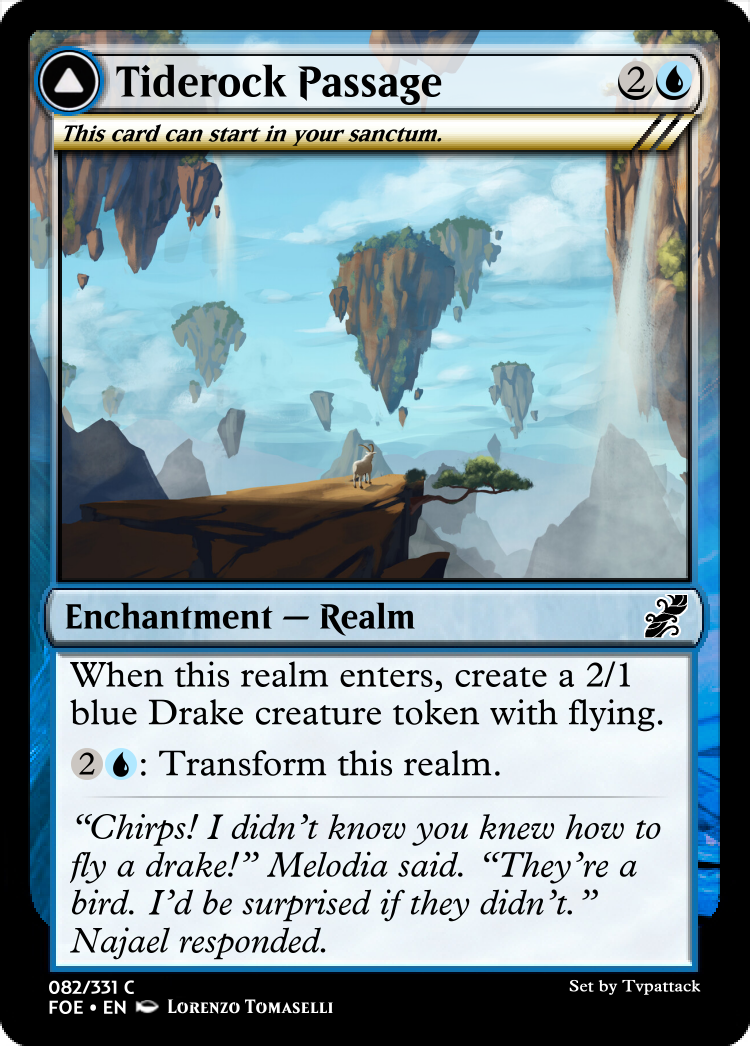 Tiderock Passage 2
This card can start in your sanctum.
Enchantment — Realm
When this realm enters, create a 2/1
blue Drake creature token with flying.
2 : Transform this realm.
“Chirps! I didn’t know you knew how to
fly a drake!” Melodia said. “They’re a
bird. I’d be surprised if they didn’t.”
Najael responded.
082/331 C
Set by Tvpattack
FOE • EN Lorenzo Tomaselli